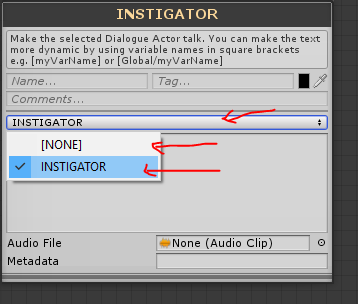 INSTIGATOR
Make the selected Dialogue Actor talk. You can make the text
more dynamic by using variable names in square brackets
e.g. [myVarName] or [Global/myVarName]
Name...
Tag...
Comments...
INSTIGATOR
[NONE]
INSTIGATOR
Audio File
None (Audio Clip)
Metadata